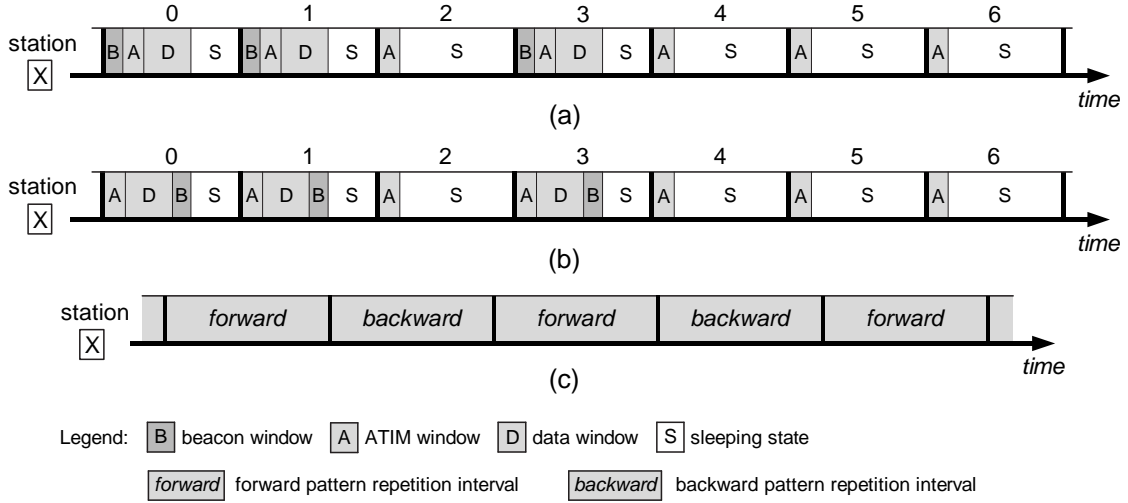 0 1 2 3 4 5 6
station B A D S B A D S A S B A D S A S A S A S
X
time
(a)
0 1 2 3 4 5 6
station A D B S A D B S A S A D B S A S A S A S
X
time
(b)
station forward backward forward backward forward
X
time
(c)
Legend: B beacon window A ATIM window D data window S sleeping state
forward forward pattern repetition interval backward backward pattern repetition interval